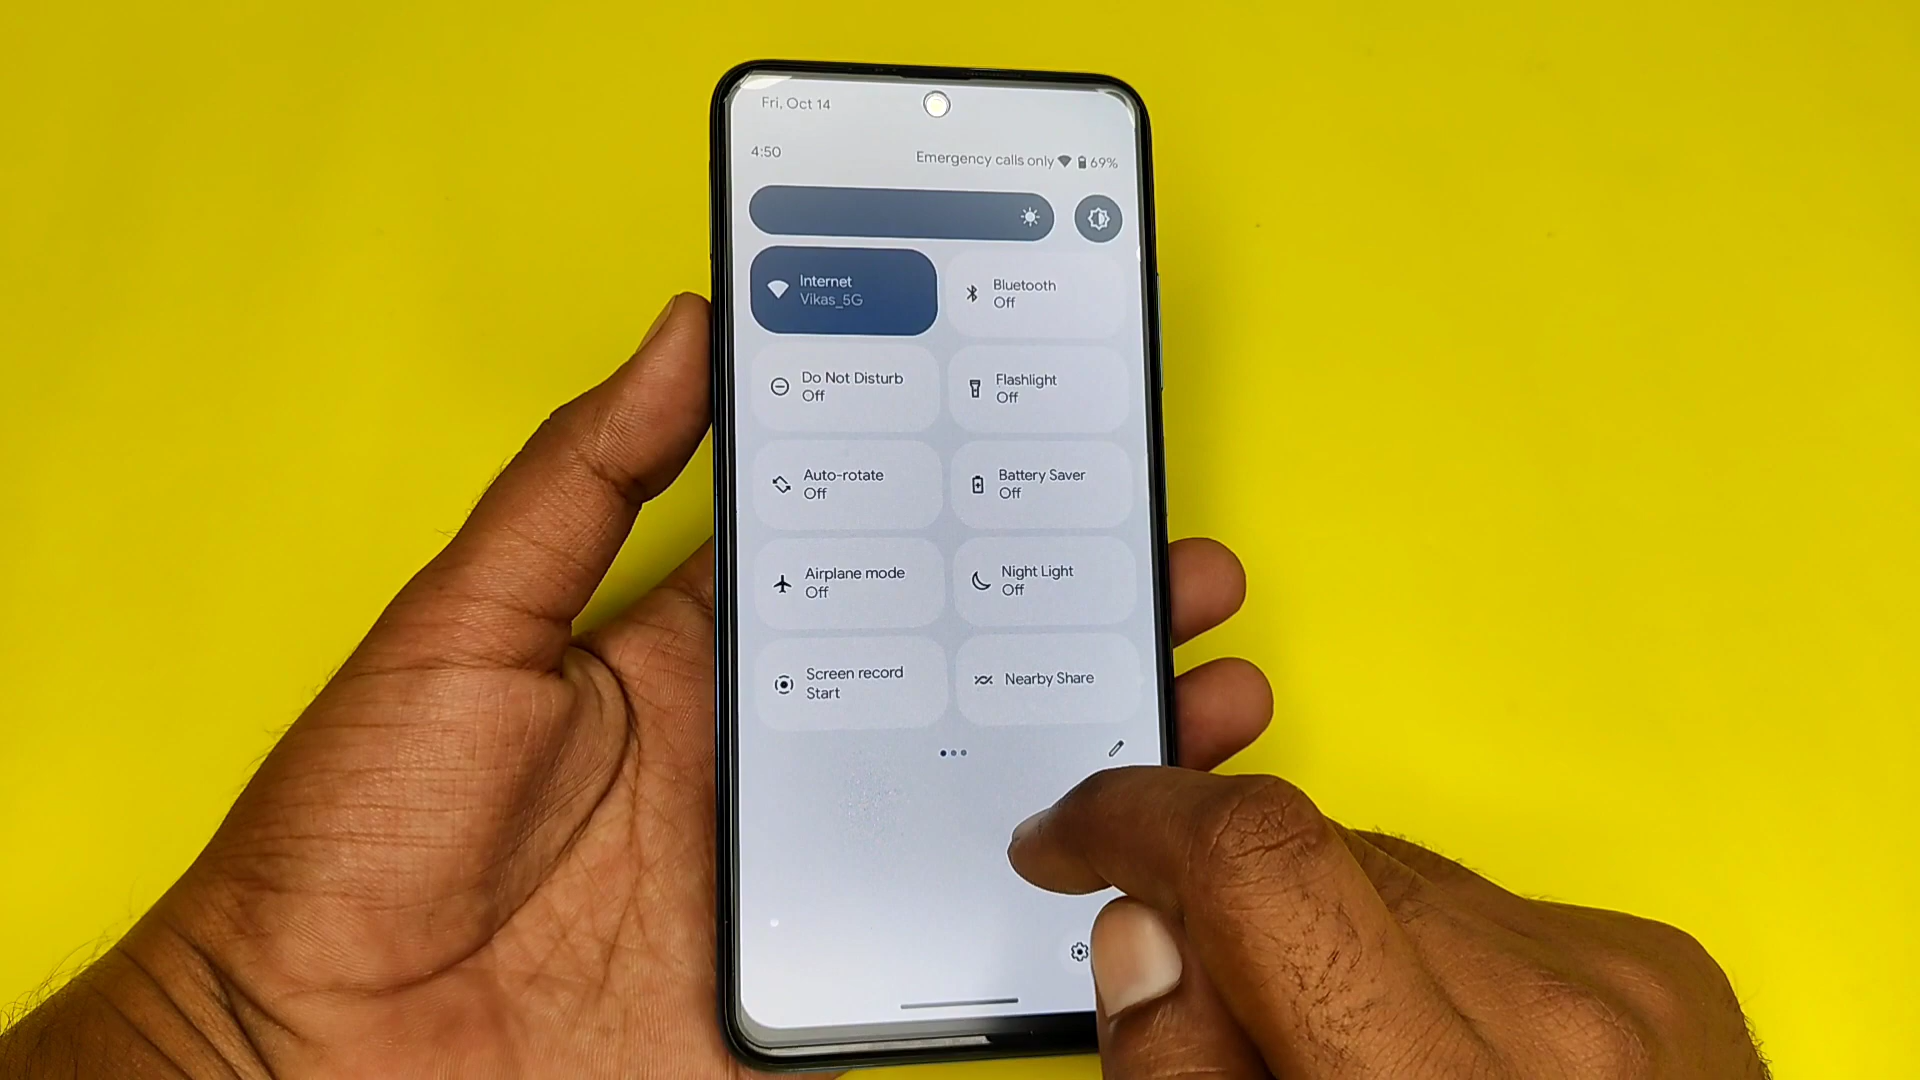 Fri, Oct 14
4:50
Emergency calls only 69%
Internet
Vikas_5G
Bluetooth
Off
Do Not Disturb
Off
Flashlight
Off
Auto-rotate
Off
Battery Saver
Off
Airplane mode
Off
Night Light
Off
Screen record
Start
Nearby Share